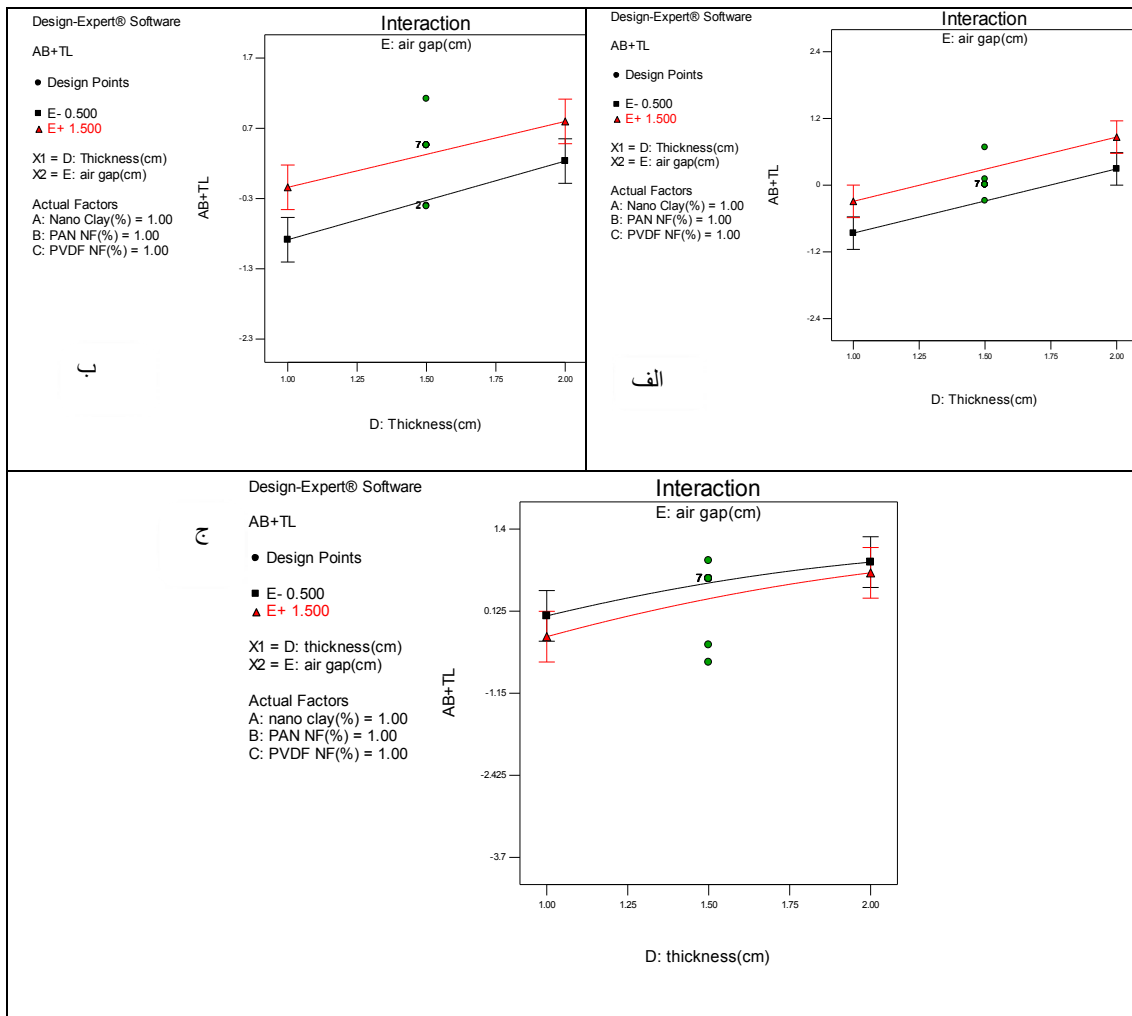 Design-Expert® Software
AB+TL
Design Points
E- 0.500
E+ 1.500
X1 = D: Thickness(cm)
X2 = E: air gap(cm)
Actual Factors
A: Nano Clay(%) = 1.00
B: PAN NF(%) = 1.00
C: PVDF NF(%) = 1.00
ب
Interaction
E: air gap(cm)
AB+TL
1.7
0.7
-0.3
-1.3
-2.3
7
2
1.00
1.25
1.50
1.75
2.00
D: Thickness(cm)
Design-Expert® Software
AB+TL
Design Points
E- 0.500
E+ 1.500
X1 = D: Thickness(cm)
X2 = E: air gap(cm)
Actual Factors
A: Nano Clay(%) = 1.00
B: PAN NF(%) = 1.00
C: PVDF NF(%) = 1.00
الف
Interaction
E: air gap(cm)
AB+TL
2.4
1.2
0
-1.2
-2.4
7
1.00
1.25
1.50
1.75
2.00
D: Thickness(cm)
ج
Design-Expert® Software
AB+TL
Design Points
E- 0.500
E+ 1.500
X1 = D: thickness(cm)
X2 = E: air gap(cm)
Actual Factors
A: nano clay(%) = 1.00
B: PAN NF(%) = 1.00
C: PVDF NF(%) = 1.00
Interaction
E: air gap(cm)
AB+TL
1.4
0.125
-1.15
-2.425
-3.7
7
1.00
1.25
1.50
1.75
2.00
D: thickness(cm)